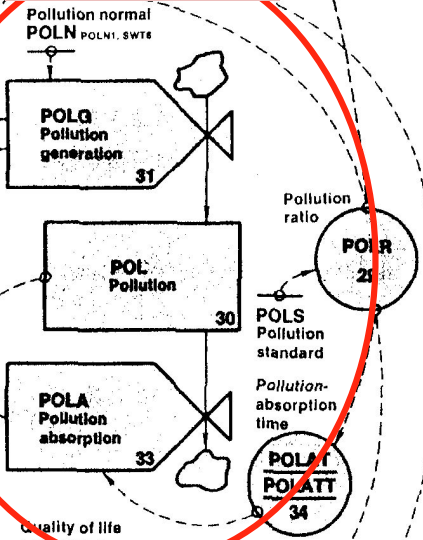 Pollution normal
POLN POLN1, SWT6
POLG
Pollution
generation
31
Pollution
ratio
POLR
29
POL
Pollution
30
POLS
Pollution
standard
Pollution-
absorption
time
POLA
Pollution
absorption
33
POLAT
POLATT
34
Quality of life